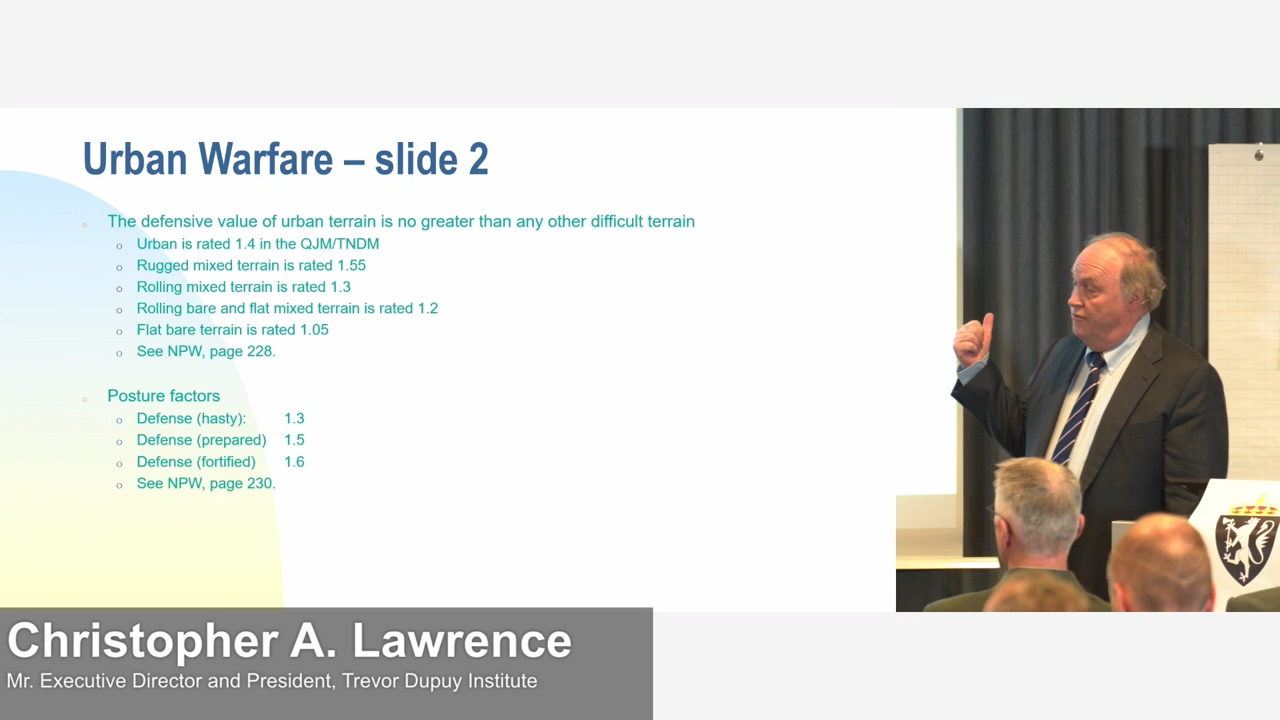 Urban Warfare – slide 2
The defensive value of urban terrain is no greater than any other difficult terrain
Urban is rated 1.4 in the QJM/TNDM
Rugged mixed terrain is rated 1.55
Rolling mixed terrain is rated 1.3
Rolling bare and flat mixed terrain is rated 1.2
Flat bare terrain is rated 1.05
See NPW, page 228.
Posture factors
Defense (hasty): 1.3
Defense (prepared) 1.5
Defense (fortified) 1.6
See NPW, page 230.
Christopher A. Lawrence
Mr. Executive Director and President, Trevor Dupuy Institute